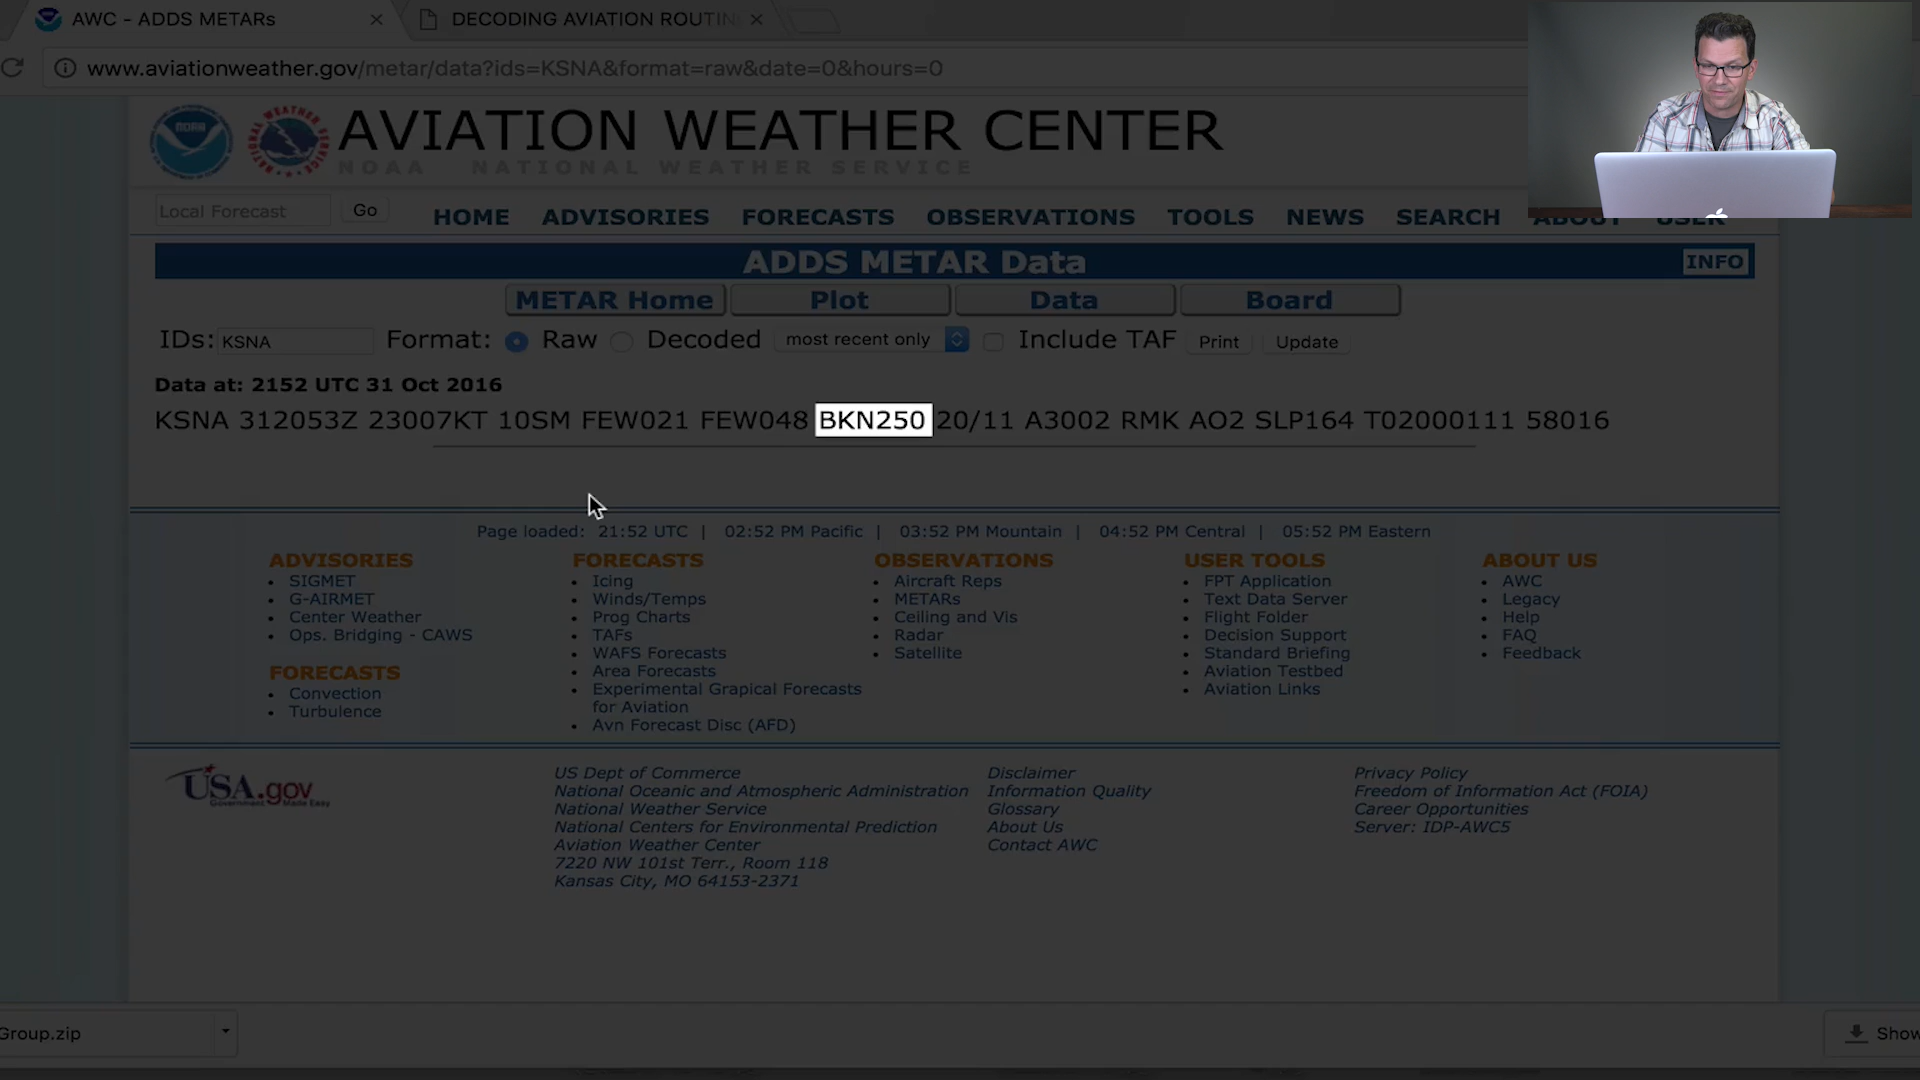 AWC - ADDS METARs
DECODING AVIATION ROUTIN
www.aviationweather.gov/metar/data?ids=KSNA&format=raw&date=0&hours=0
NOAA
AVIATION WEATHER CENTER
NOAA NATIONAL WEATHER SERVICE
Local Forecast Go HOME ADVISORIES FORECASTS OBSERVATIONS TOOLS NEWS SEARCH ABOUT USER
ADDS METAR Data INFO
METAR Home Plot Data Board
IDs: KSNA Format: Raw Decoded most recent only Include TAF Print Update
Data at: 2152 UTC 31 Oct 2016
KSNA 312053Z 23007KT 10SM FEW021 FEW048 BKN250 20/11 A3002 RMK AO2 SLP164 T02000111 58016
Page loaded: 21:52 UTC | 02:52 PM Pacific | 03:52 PM Mountain | 04:52 PM Central | 05:52 PM Eastern
ADVISORIES
SIGMET
G-AIRMET
Center Weather
Ops. Bridging - CAWS
FORECASTS
Convection
Turbulence
FORECASTS
Icing
Winds/Temps
Prog Charts
TAFs
WAFS Forecasts
Area Forecasts
Experimental Grapical Forecasts
for Aviation
Avn Forecast Disc (AFD)
OBSERVATIONS
Aircraft Reps
METARs
Ceiling and Vis
Radar
Satellite
USER TOOLS
FPT Application
Text Data Server
Flight Folder
Decision Support
Standard Briefing
Aviation Testbed
Aviation Links
ABOUT US
AWC
Legacy
Help
FAQ
Feedback
USA.gov
Government Made Easy
US Dept of Commerce
National Oceanic and Atmospheric Administration
National Weather Service
National Centers for Environmental Prediction
Aviation Weather Center
7220 NW 101st Terr., Room 118
Kansas City, MO 64153-2371
Disclaimer
Information Quality
Glossary
About Us
Contact AWC
Privacy Policy
Freedom of Information Act (FOIA)
Career Opportunities
Server: IDP-AWC5
Group.zip
Show